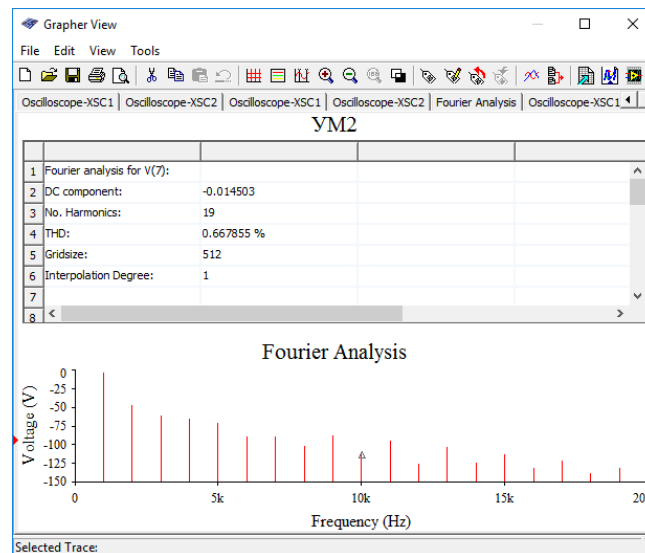 Grapher View
File Edit View Tools
Oscilloscope-XSC1 Oscilloscope-XSC2 Oscilloscope-XSC1 Oscilloscope-XSC2 Fourier Analysis Oscilloscope-XSC1
УМ2
1 Fourier analysis for V(7):
2 DC component: -0.014503
3 No. Harmonics: 19
4 THD: 0.667855 %
5 Gridsize: 512
6 Interpolation Degree: 1
7
8
Fourier Analysis
Voltage (V)
0
-25
-50
-75
-100
-125
-150
0 5k 10k 15k 20
Frequency (Hz)
Selected Trace: